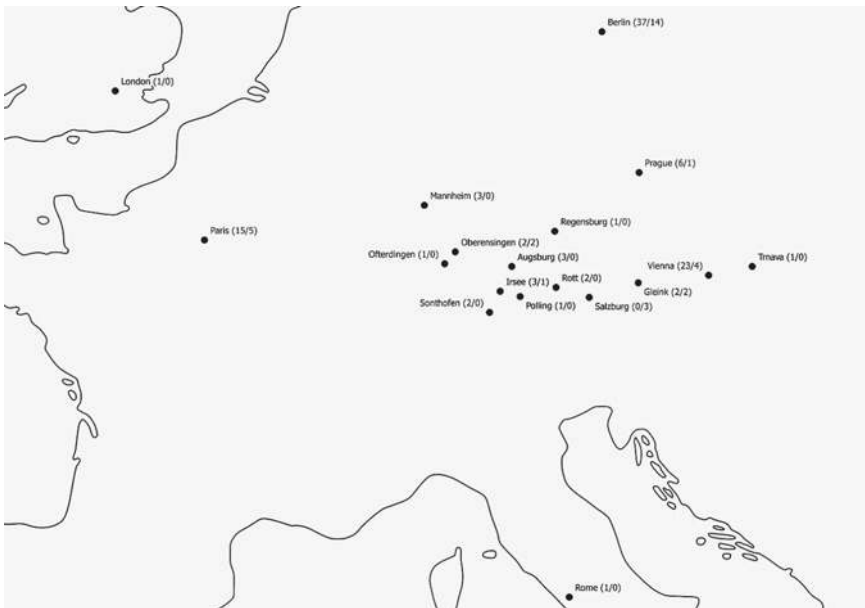 Berlin (37/14)
London (1/0)
Prague (6/1)
Mannheim (3/0)
Regensburg (1/0)
Paris (15/5)
Oberensingen (2/2)
Ofterdingen (1/0)
Augsburg (3/0)
Vienna (23/4)
Trnava (1/0)
Irsee (3/1)
Rott (2/0)
Gleink (2/2)
Sonthofen (2/0)
Polling (1/0)
Salzburg (0/3)
Rome (1/0)